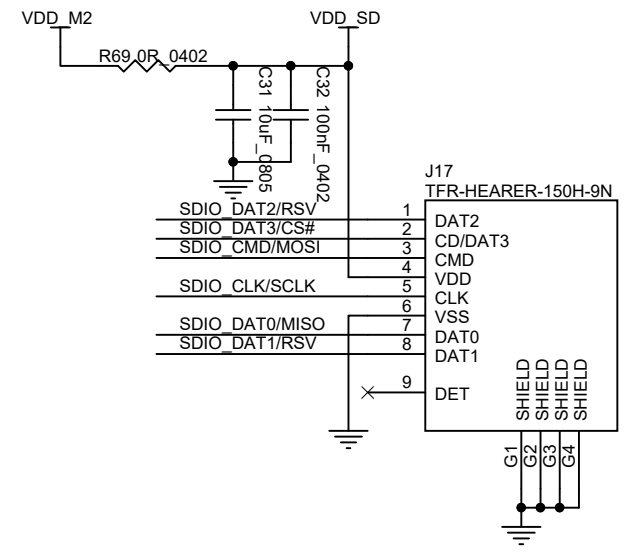 VDD_M2
VDD_SD
R69 0R_0402
C31 10uF_0805
C32 100nF_0402
J17
TFR-HEARER-150H-9N
SDIO_DAT2/RSV 1 DAT2
SDIO_DAT3/CS# 2 CD/DAT3
SDIO_CMD/MOSI 3 CMD
4 VDD
SDIO_CLK/SCLK 5 CLK
6 VSS
SDIO_DAT0/MISO 7 DAT0
SDIO_DAT1/RSV 8 DAT1
9 DET
SHIELD
SHIELD
SHIELD
SHIELD
G1
G2
G3
G4